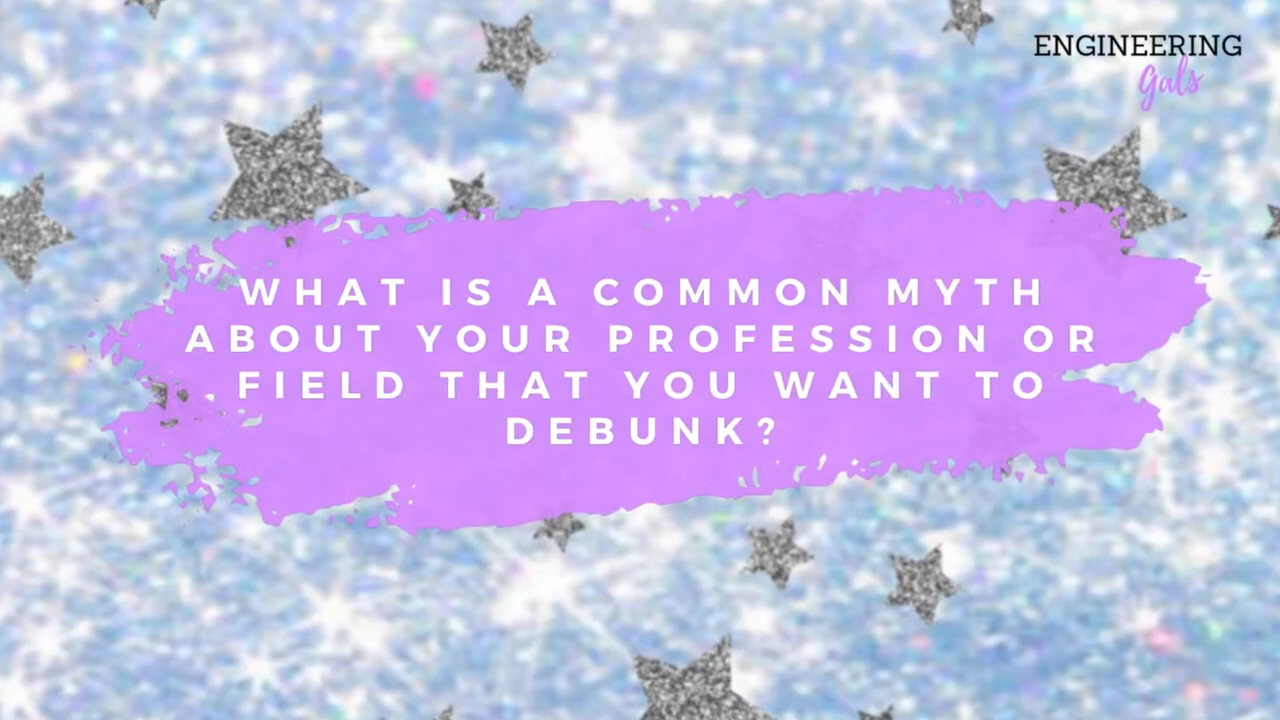 ENGINEERING
gals
WHAT IS A COMMON MYTH
ABOUT YOUR PROFESSION OR
FIELD THAT YOU WANT TO
DEBUNK?